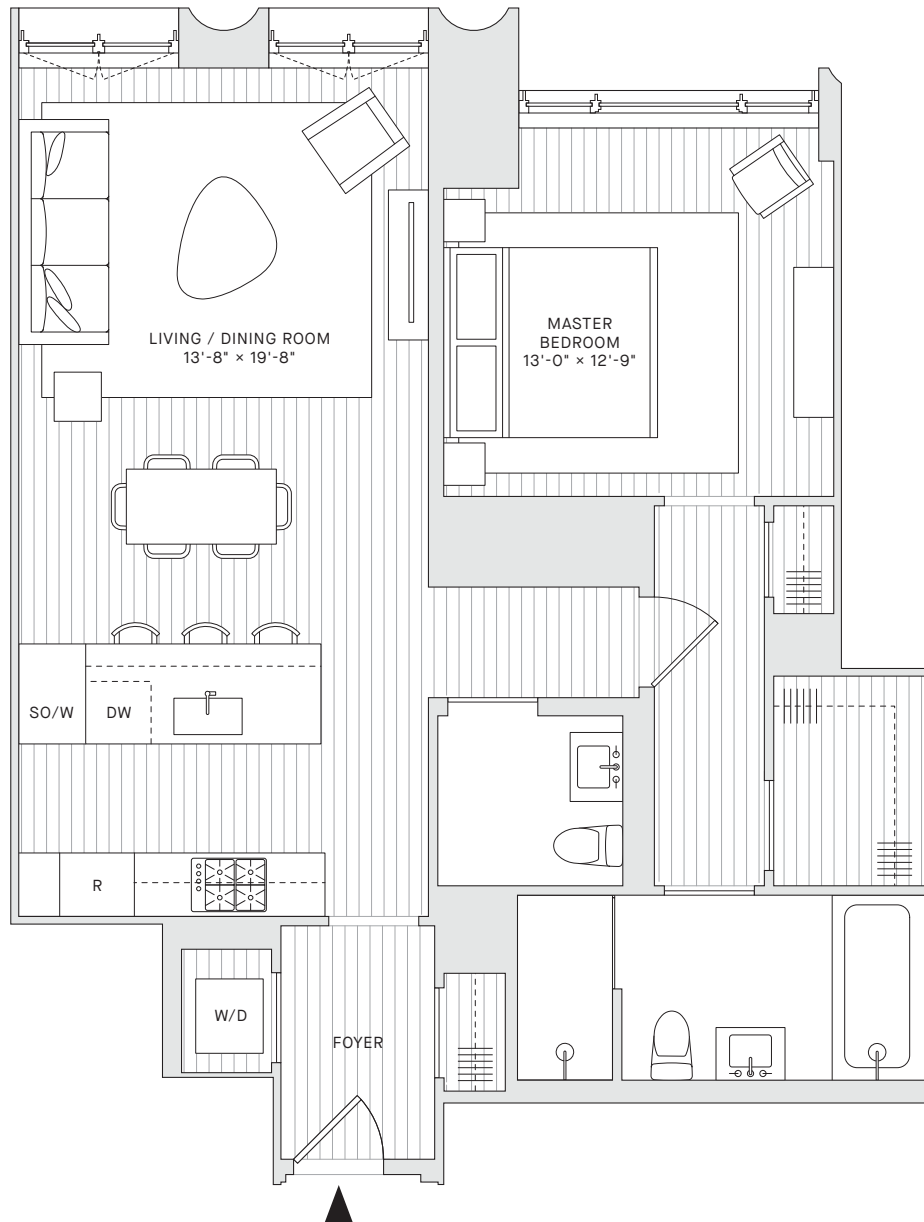 LIVING / DINING ROOM
13'-8" × 19'-8"
MASTER
BEDROOM
13'-0" × 12'-9"
SO/W
DW
R
W/D
FOYER